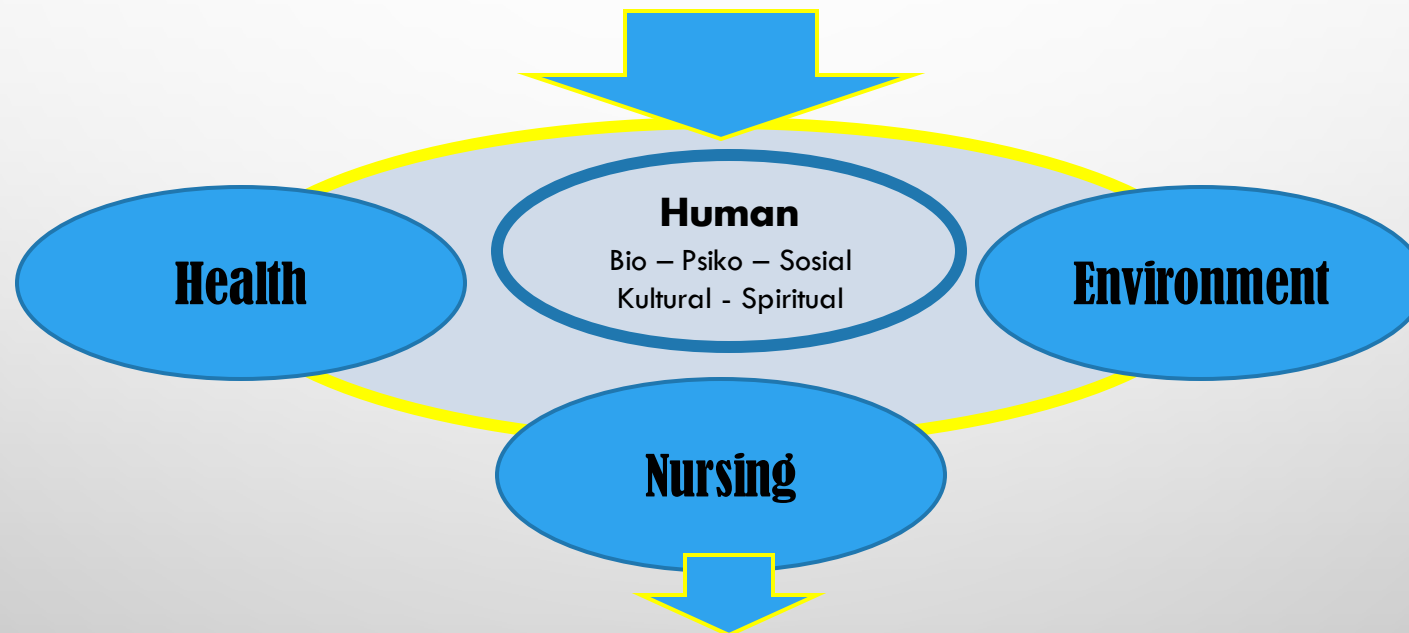 Human
Bio – Psiko – Sosial
Kultural - Spiritual
Health
Environment
Nursing